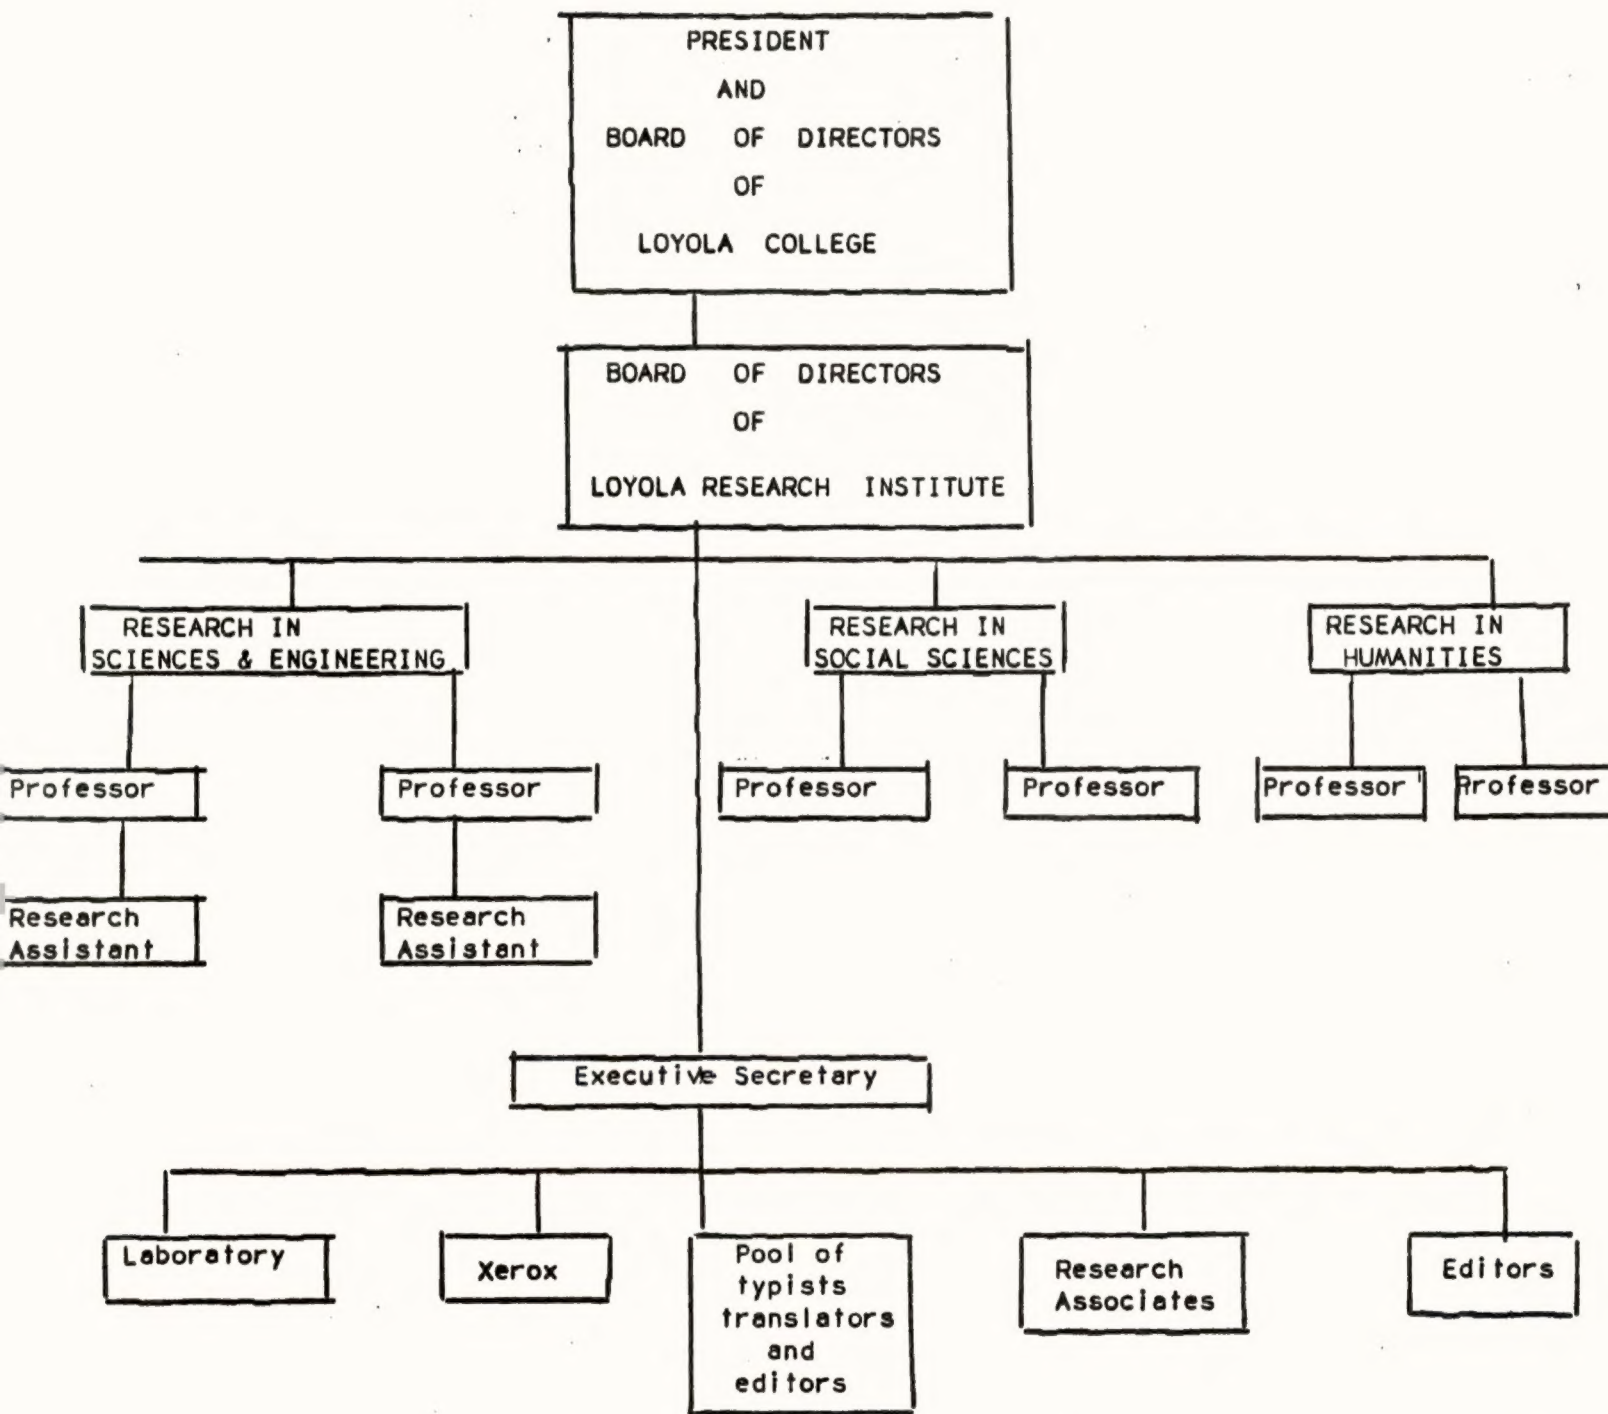 PRESIDENT
AND
BOARD OF DIRECTORS
OF
LOYOLA COLLEGE
BOARD OF DIRECTORS
OF
LOYOLA RESEARCH INSTITUTE
RESEARCH IN
SCIENCES & ENGINEERING
RESEARCH IN
SOCIAL SCIENCES
RESEARCH IN
HUMANITIES
Professor
Professor
Professor
Professor
Professor
Professor
Research
Assistant
Research
Assistant
Executive Secretary
Laboratory
Xerox
Pool of
typists
translators
and
editors
Research
Associates
Editors